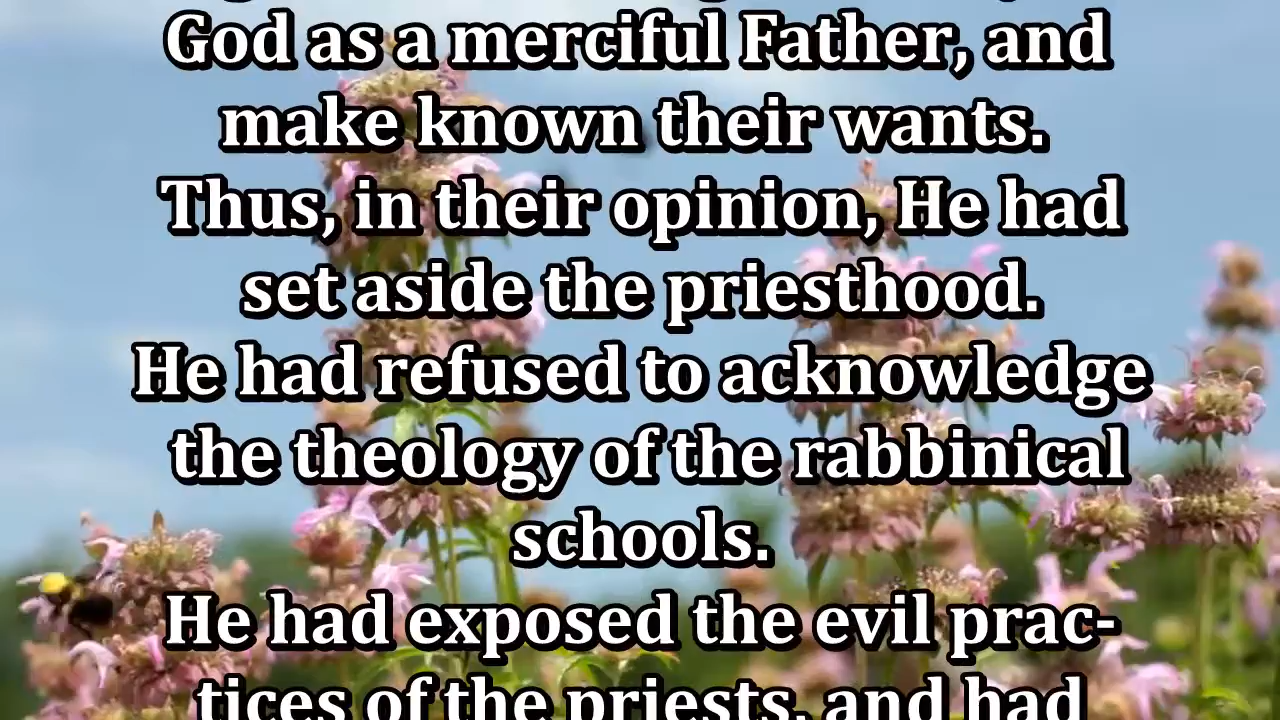 God as a merciful Father, and
make known their wants.
Thus, in their opinion, He had
set aside the priesthood.
He had refused to acknowledge
the theology of the rabbinical
schools.
He had exposed the evil prac-
tices of the priests, and had